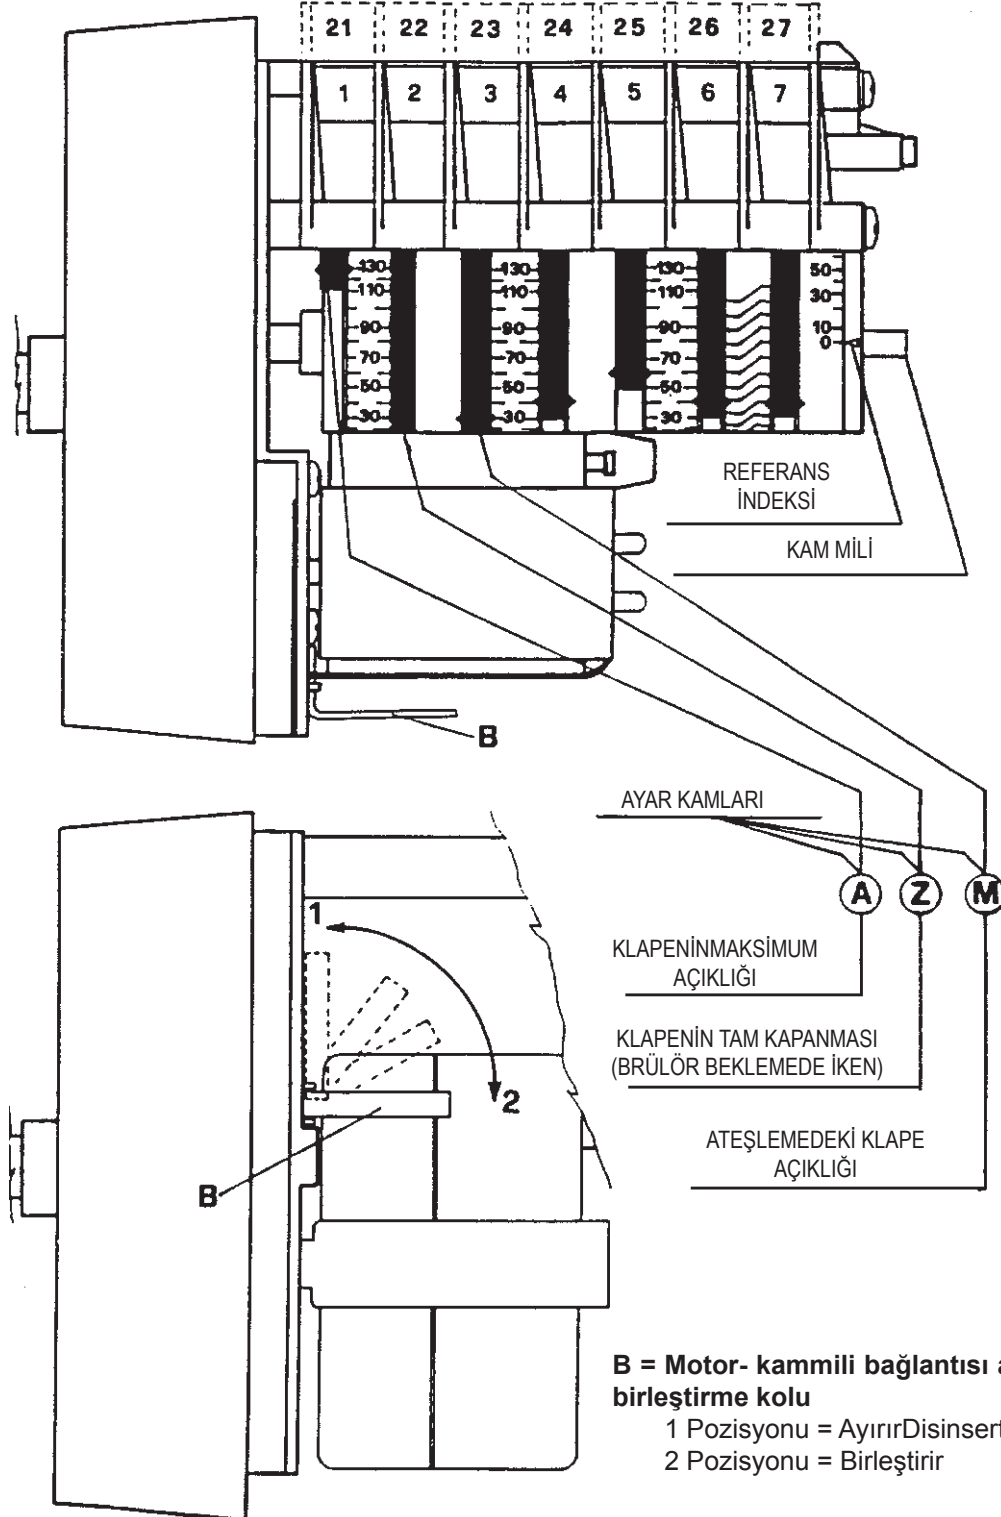 21 22 23 24 25 26 27
1 2 3 4 5 6 7
130 130 130 50
110 110 110 30
90 90 90 10
70 70 70 0
50 50 50
30 30 30
REFERANS
İNDEKSİ
KAM MİLİ
B
AYAR KAMLARI
A Z M
1
KLAPENİNMAKSİMUM
AÇIKLIĞI
KLAPENİN TAM KAPANMASI
(BRÜLÖR BEKLEMEDE İKEN)
2
ATEŞLEMEDEKİ KLAPE
AÇIKLIĞI
B
B = Motor- kammili bağlantısı a
birleştirme kolu
1 Pozisyonu = AyırırDisinsert
2 Pozisyonu = Birleştirir